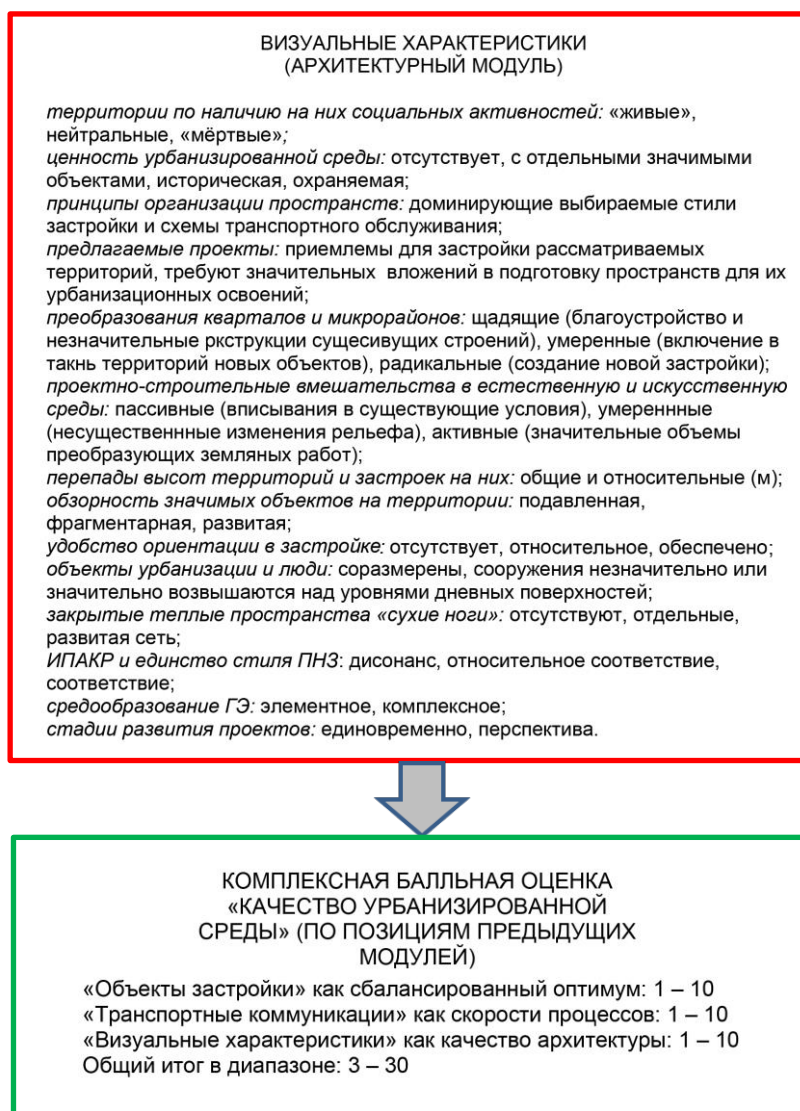 ВИЗУАЛЬНЫЕ ХАРАКТЕРИСТИКИ
(АРХИТЕКТУРНЫЙ МОДУЛЬ)
территории по наличию на них социальных активностей: «живые»,
нейтральные, «мёртвые»;
ценность урбанизированной среды: отсутствует, с отдельными значимыми
объектами, историческая, охраняемая;
принципы организации пространств: доминирующие выбираемые стили
застройки и схемы транспортного обслуживания;
предлагаемые проекты: приемлемы для застройки рассматриваемых
территорий, требуют значительных вложений в подготовку пространств для их
урбанизационных освоений;
преобразования кварталов и микрорайонов: щадящие (благоустройство и
незначительные ркструкции сущесивущих строений), умеренные (включение в
такнь территорий новых объектов), радикальные (создание новой застройки);
проектно-строительные вмешательства в естественную и искусственную
среды: пассивные (вписывания в существующие условия), умереннные
(несущественнные изменения рельефа), активные (значительные объемы
преобразующих земляных работ);
перепады высот территорий и застроек на них: общие и относительные (м);
обзорность значимых объектов на территории: подавленная,
фрагментарная, развитая;
удобство ориентации в застройке: отсутствует, относительное, обеспечено;
объекты урбанизации и люди: соразмерены, сооружения незначительно или
значительно возвышаются над уровнями дневных поверхностей;
закрытые теплые пространства «сухие ноги»: отсутствуют, отдельные,
развитая сеть;
ИПАКР и единство стиля ПНЗ: дисонанс, относительное соответствие,
соответствие;
средообразование ГЭ: элементное, комплексное;
стадии развития проектов: единовременно, перспектива.
КОМПЛЕКСНАЯ БАЛЛЬНАЯ ОЦЕНКА
«КАЧЕСТВО УРБАНИЗИРОВАННОЙ
СРЕДЫ» (ПО ПОЗИЦИЯМ ПРЕДЫДУЩИХ
МОДУЛЕЙ)
«Объекты застройки» как сбалансированный оптимум: 1 – 10
«Транспортные коммуникации» как скорости процессов: 1 – 10
«Визуальные характеристики» как качество архитектуры: 1 – 10
Общий итог в диапазоне: 3 – 30